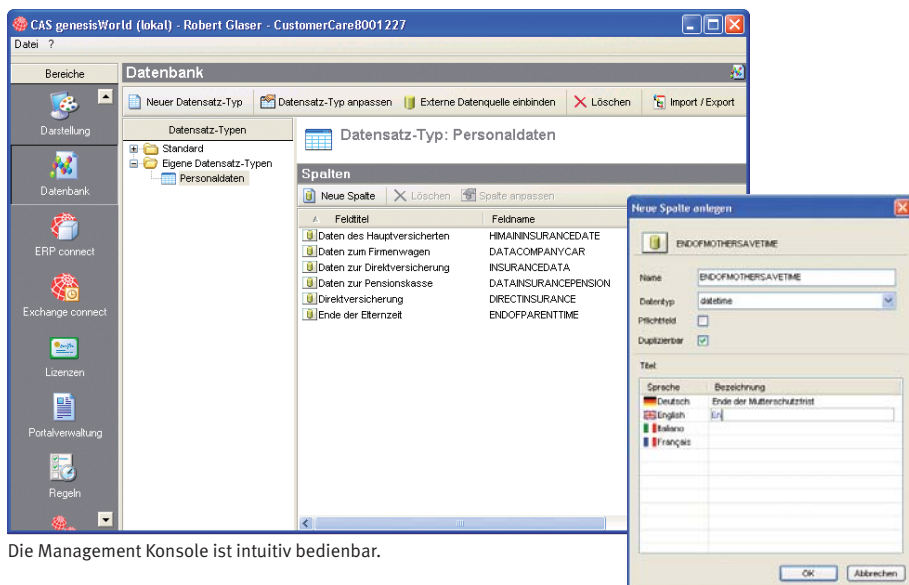 CAS genesisWorld (lokal) - Robert Glaser - CustomerCare8001227
Datei ?
Bereiche
Darstellung
Datenbank
ERP connect
Exchange connect
Lizenzen
Portalverwaltung
Regeln
Datenbank
Neuer Datensatz-Typ
Datensatz-Typ anpassen
Externe Datenquelle einbinden
Löschen
Import / Export
Datensatz-Typen
Standard
Eigene Datensatz-Typen
Personaldaten
Datensatz-Typ: Personaldaten
Spalten
Neue Spalte
Löschen
Spalte anpassen
Feldtitel Feldname
Daten des Hauptversicherten HIMAININSURANCEDATE
Daten zum Firmenwagen DATACOMPANYCAR
Daten zur Direktversicherung INSURANCEDATA
Daten zur Pensionskasse DATAINSURANCEPENSION
Direktversicherung DIRECTINSURANCE
Ende der Elternzeit ENDOFPARENTTIME
Neue Spalte anlegen
ENDOFMOTHERSAVETIME
Name ENDOFMOTHERSAVETIME
Datentyp datetime
Pflichtfeld
Duplizierbar
Titel
Sprache Bezeichnung
Deutsch Ende der Mutterschutzfrist
English En
Italiano
Français
OK Abbrechen
Die Management Konsole ist intuitiv bedienbar.